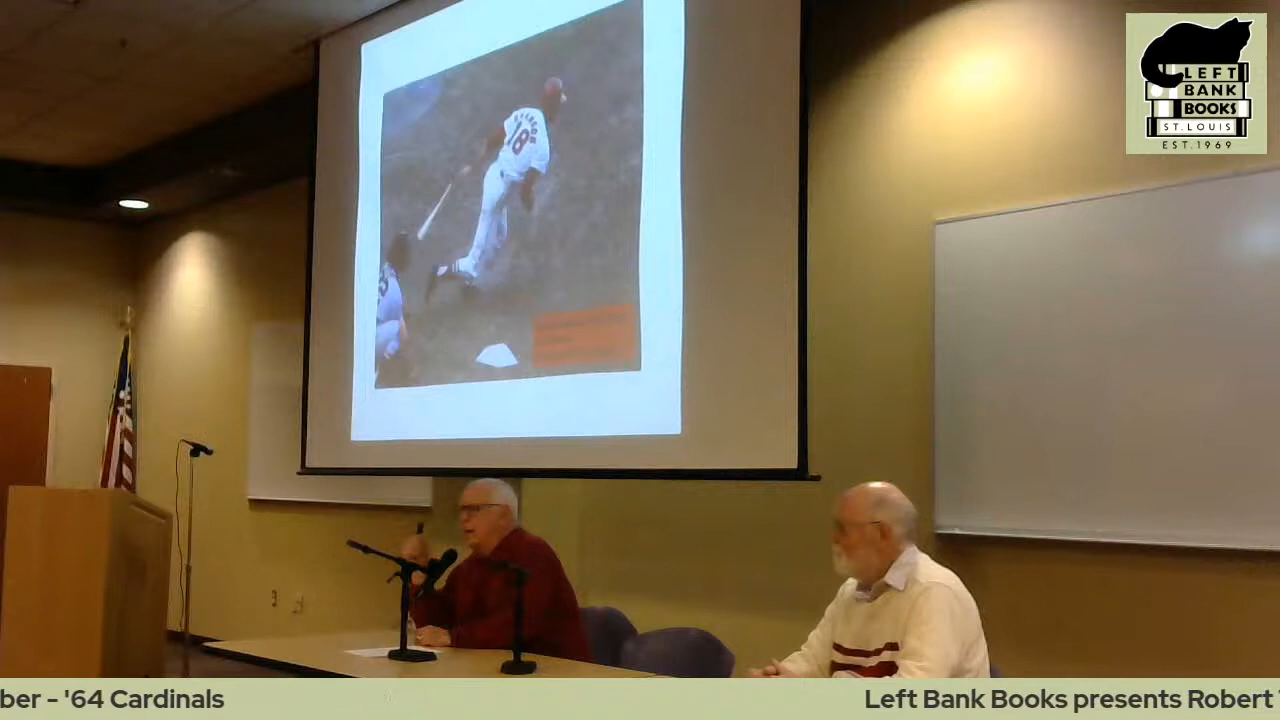 LEFT
BANK
BOOKS
ST. LOUIS
EST. 1969
18
ber - '64 Cardinals
Left Bank Books presents Robert